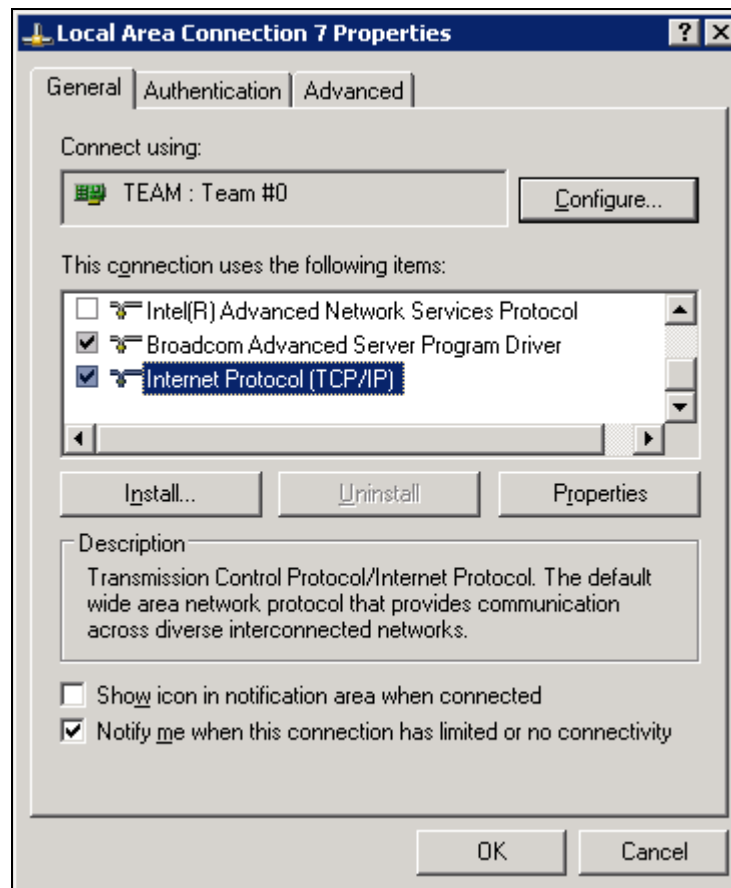 Local Area Connection 7 Properties
General Authentication Advanced
Connect using:
TEAM : Team #0
Configure...
This connection uses the following items:
Intel(R) Advanced Network Services Protocol
Broadcom Advanced Server Program Driver
Internet Protocol (TCP/IP)
Install... Uninstall Properties
Description
Transmission Control Protocol/Internet Protocol. The default
wide area network protocol that provides communication
across diverse interconnected networks.
Show icon in notification area when connected
Notify me when this connection has limited or no connectivity
OK Cancel